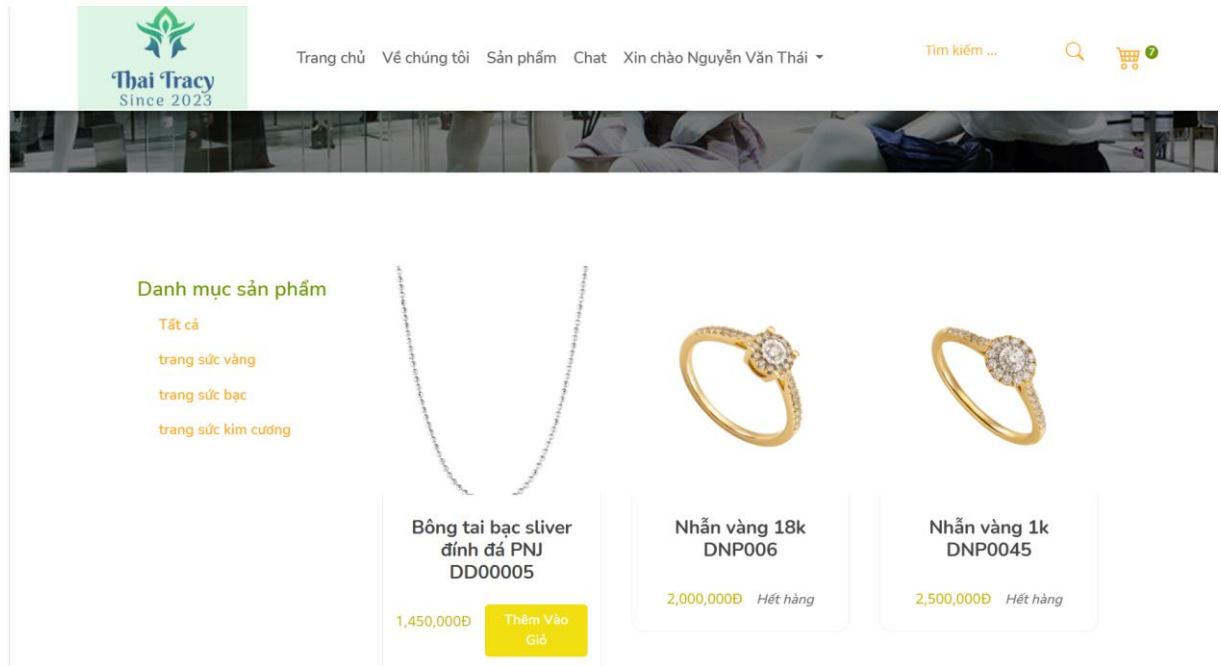 Thai Tracy
Since 2023
Trang chủ Về chúng tôi Sản phẩm Chat Xin chào Nguyễn Văn Thái
Tìm kiếm ...
7
Danh mục sản phẩm
Tất cả
trang sức vàng
trang sức bạc
trang sức kim cương
Bông tai bạc sliver
đính đá PNJ
DD00005
1,450,000Đ
Thêm Vào
Giỏ
Nhẫn vàng 18k
DNP006
2,000,000Đ Hết hàng
Nhẫn vàng 1k
DNP0045
2,500,000Đ Hết hàng